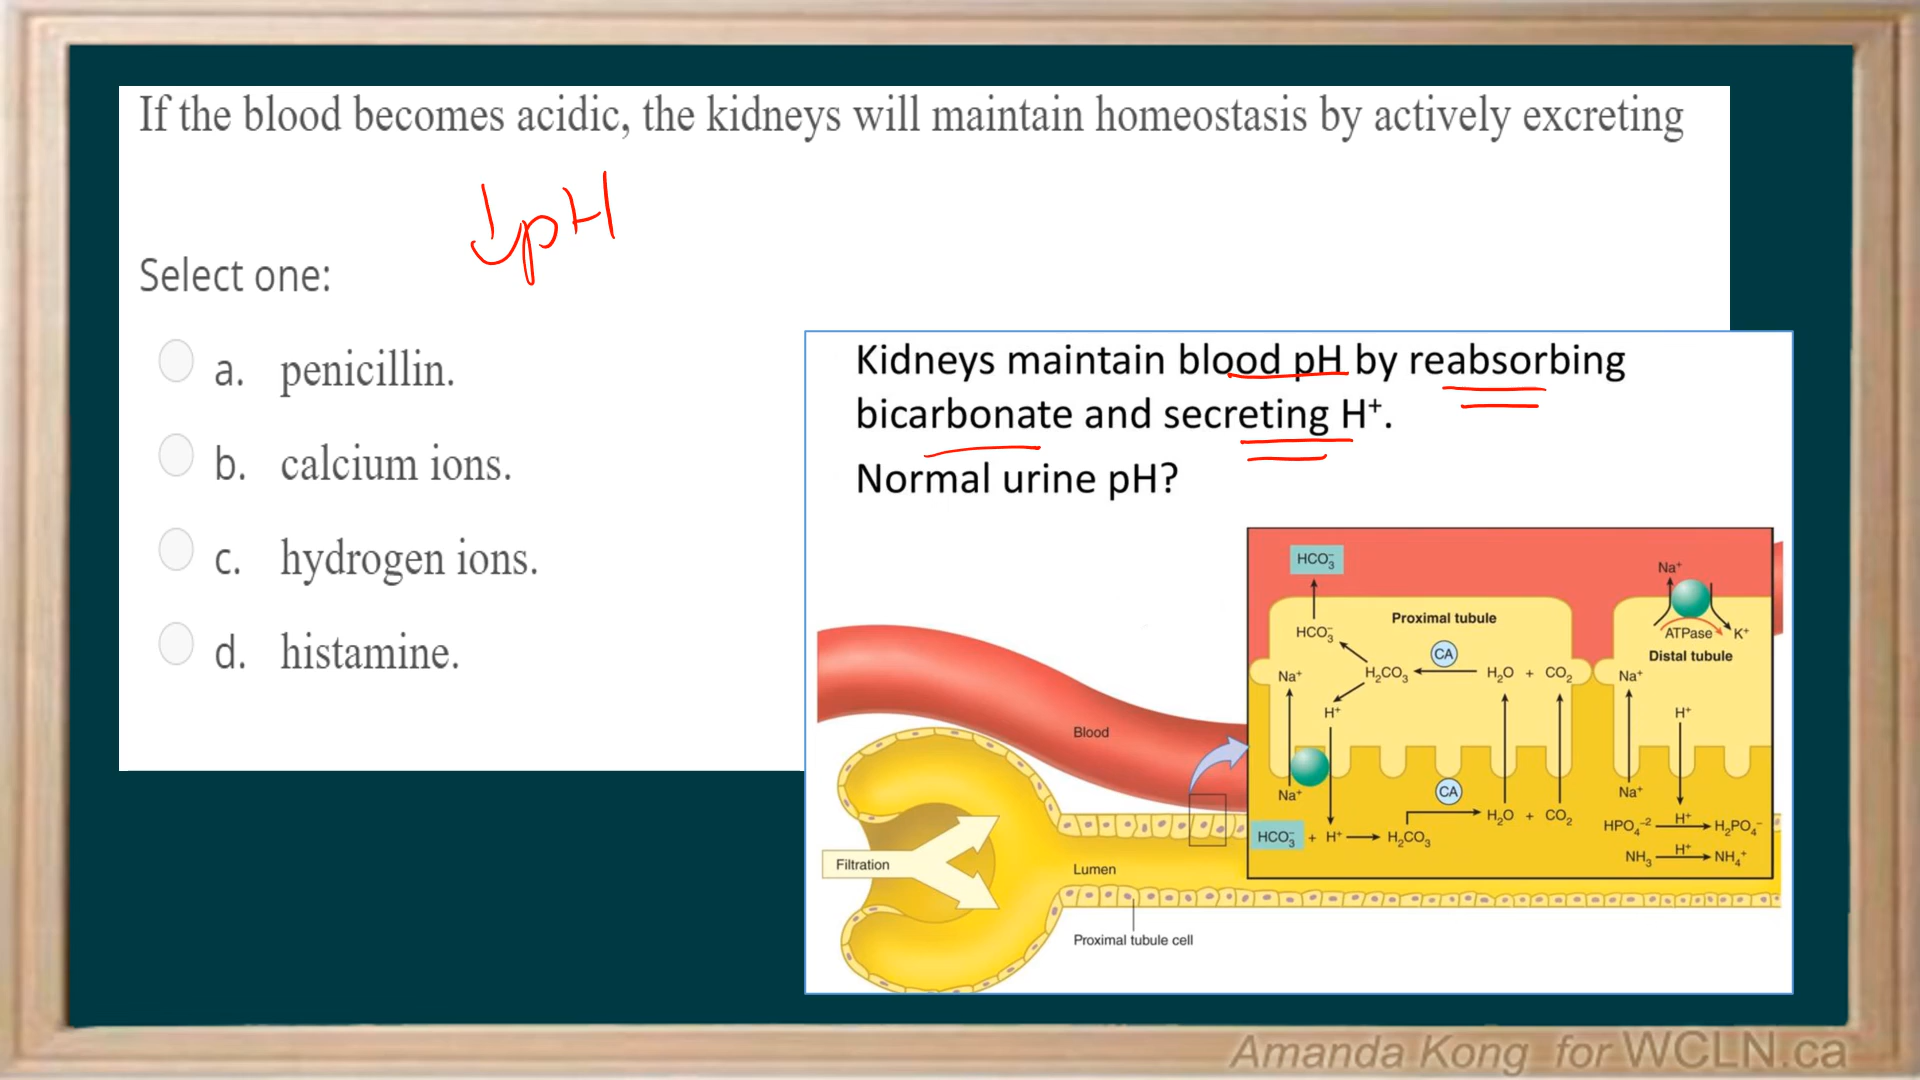 If the blood becomes acidic, the kidneys will maintain homeostasis by actively excreting
↓pH
Select one:
a. penicillin.
b. calcium ions.
c. hydrogen ions.
d. histamine.
Kidneys maintain blood pH by reabsorbing
bicarbonate and secreting H⁺.
Normal urine pH?
HCO₃⁻
Na⁺
Proximal tubule
HCO₃⁻
ATPase K⁺
CA
Distal tubule
Na⁺
H₂CO₃
H₂O + CO₂
Na⁺
H⁺
H⁺
Blood
Na⁺
CA
Na⁺
HCO₃⁻ + H⁺ → H₂CO₃
H₂O + CO₂
HPO₄⁻² H⁺ → H₂PO₄⁻
NH₃ H⁺ → NH₄⁺
Filtration
Lumen
Proximal tubule cell
Amanda Kong for WCLN.ca